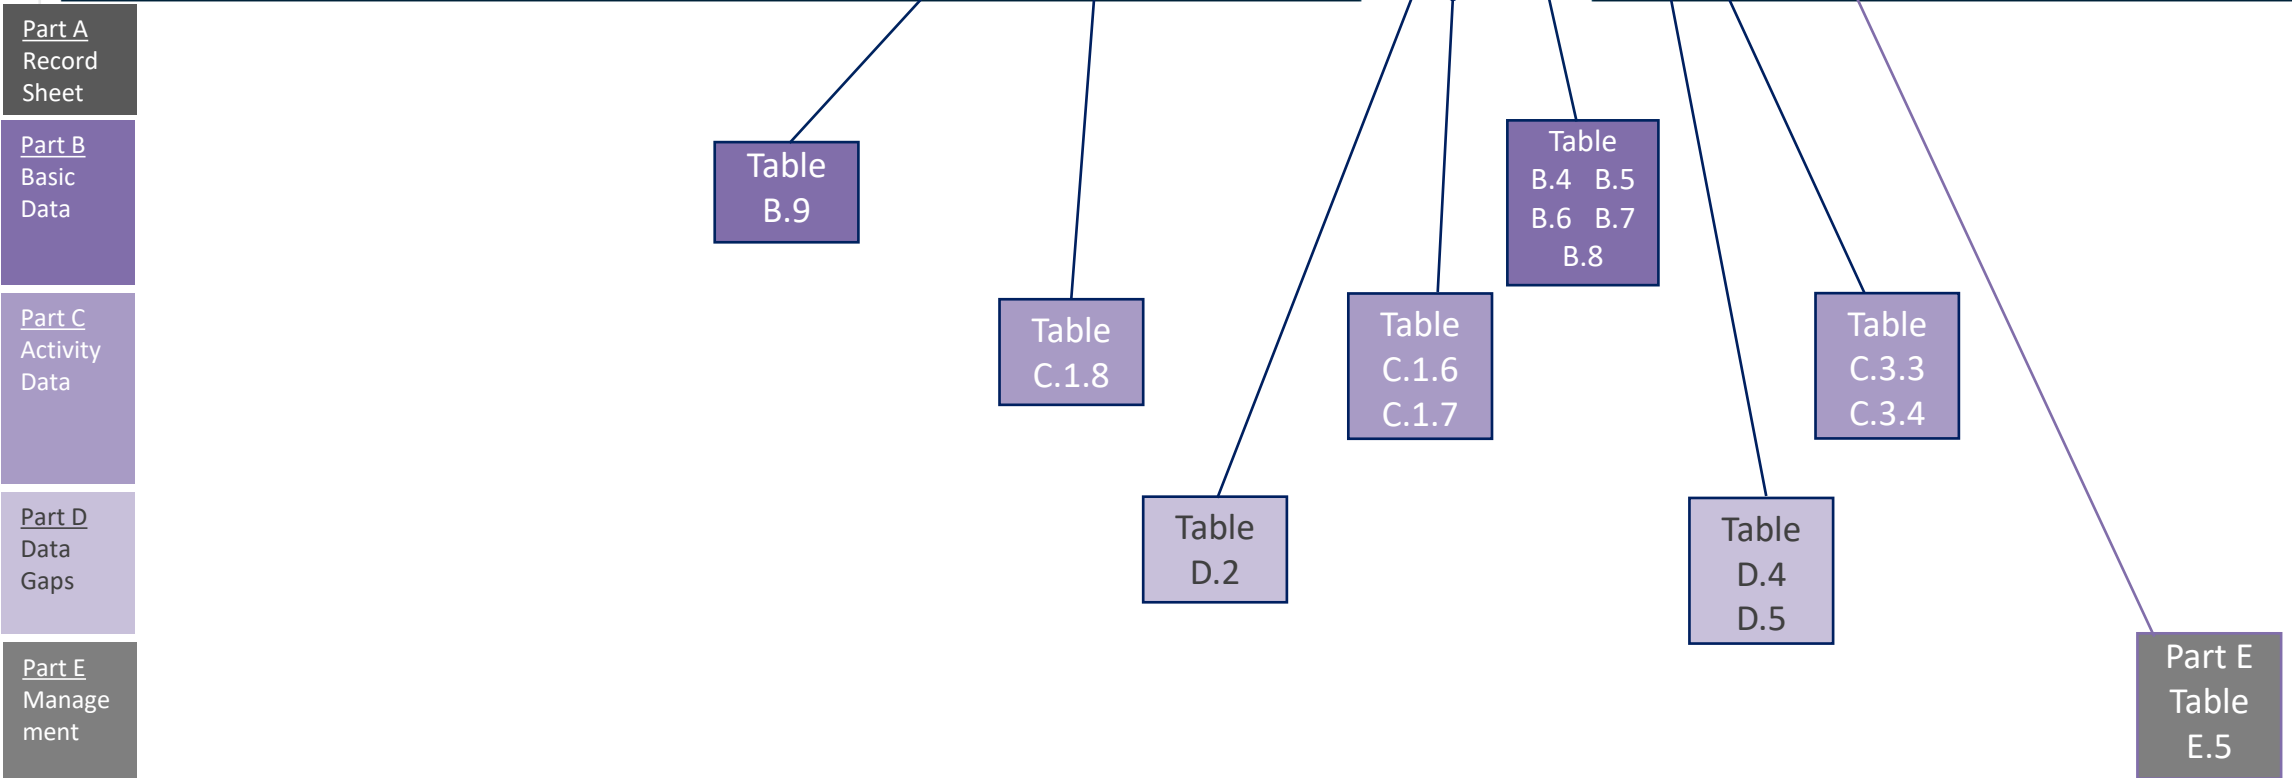 Part A
Record
Sheet
Part B
Basic
Data
Table
B.9
Table
B.4 B.5
B.6 B.7
B.8
Part C
Activity
Data
Table
C.1.8
Table
C.1.6
C.1.7
Table
C.3.3
C.3.4
Part D
Data
Gaps
Table
D.2
Table
D.4
D.5
Part E
Manage
ment
Part E
Table
E.5